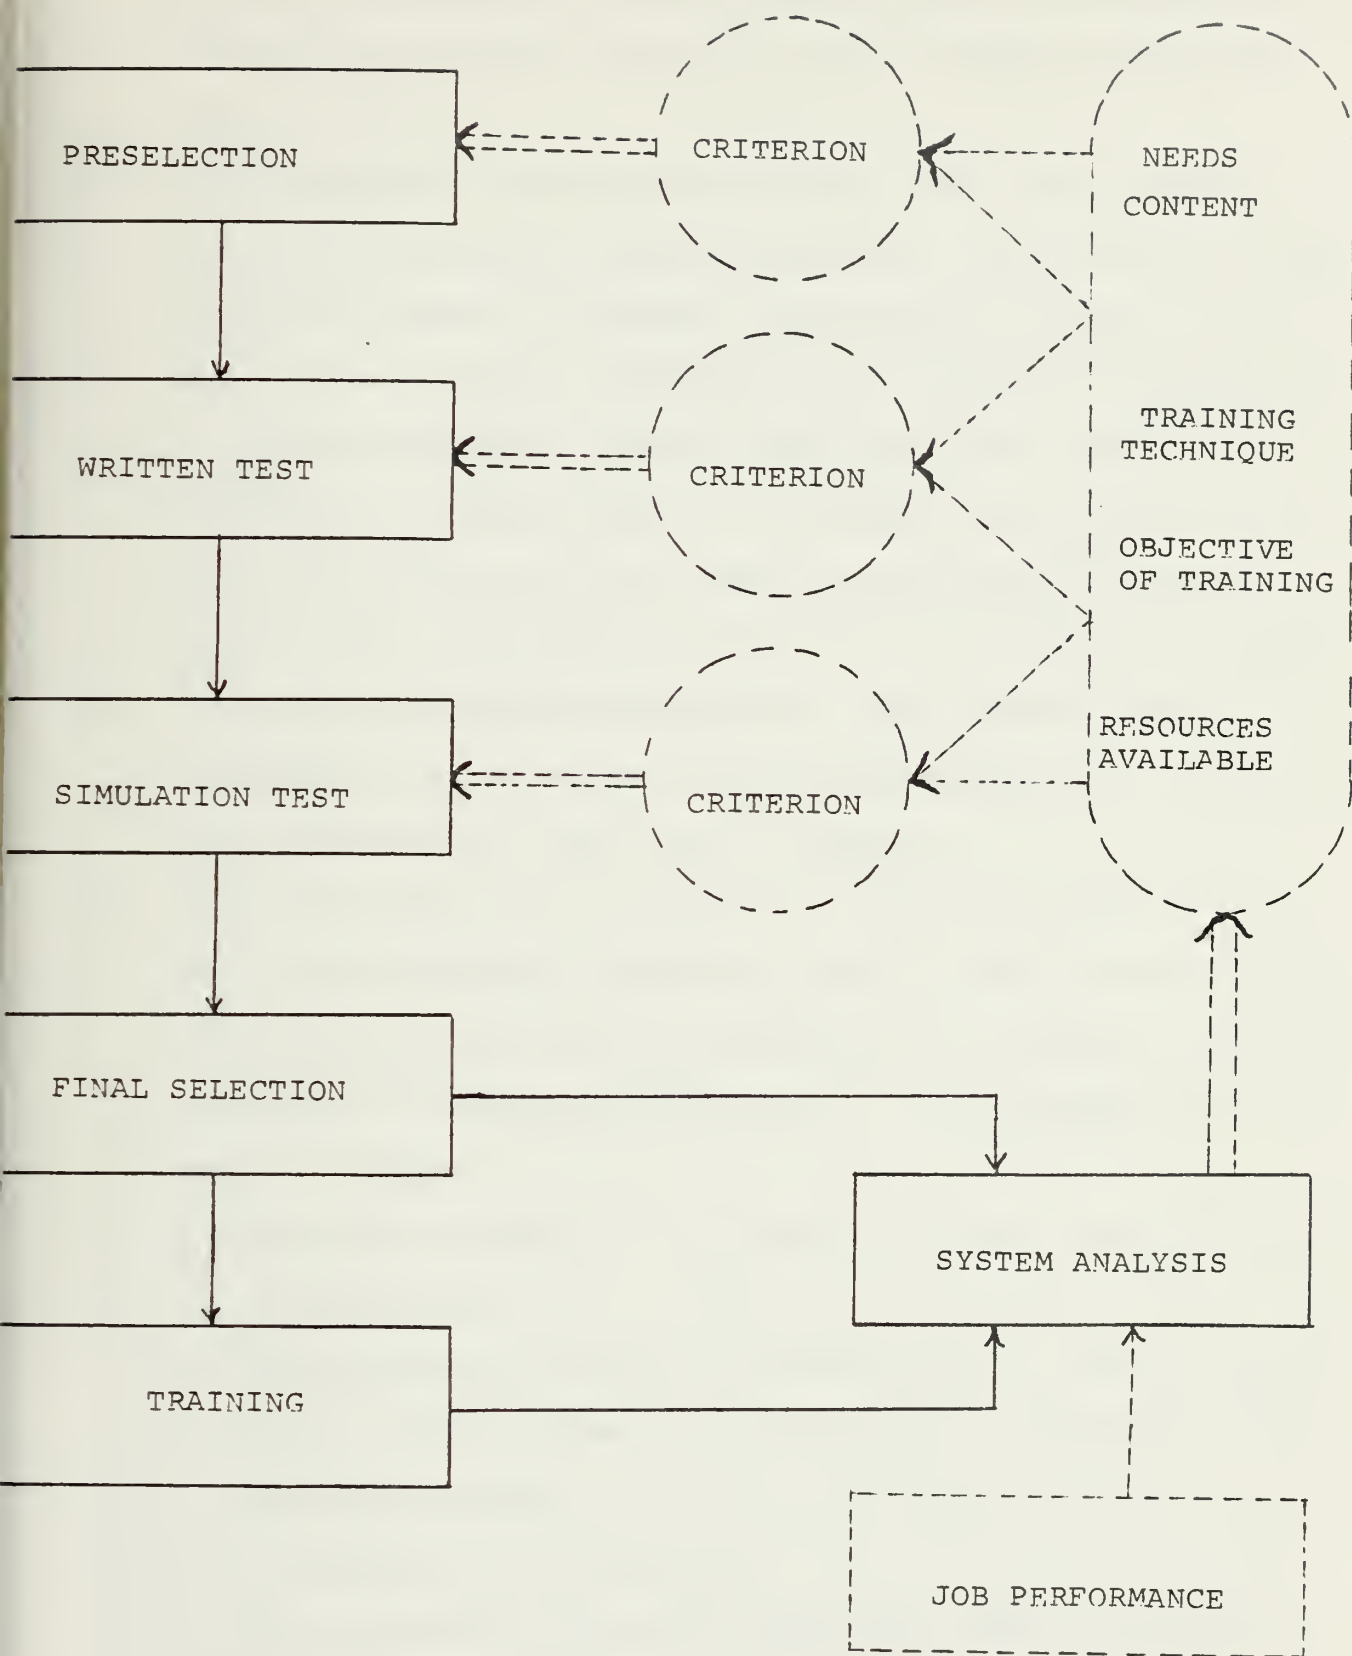 PRESELECTION
CRITERION
NEEDS
CONTENT
WRITTEN TEST
CRITERION
TRAINING
TECHNIQUE
OBJECTIVE
OF TRAINING
SIMULATION TEST
CRITERION
RESOURCES
AVAILABLE
FINAL SELECTION
SYSTEM ANALYSIS
TRAINING
JOB PERFORMANCE